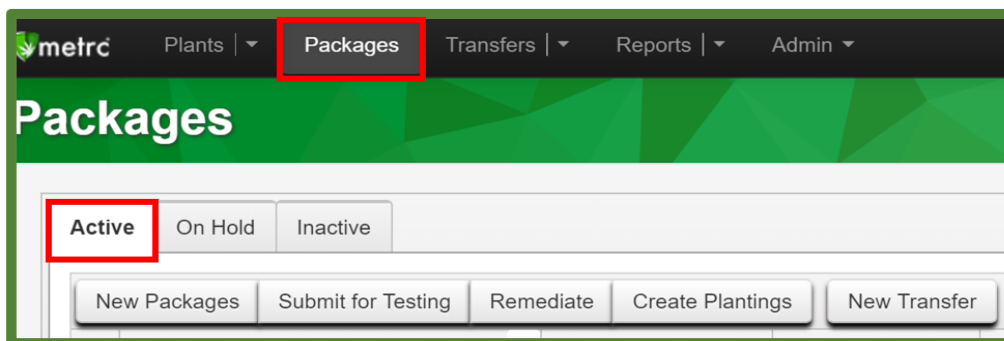 metrc Plants Packages Transfers Reports Admin
Packages
Active On Hold Inactive
New Packages Submit for Testing Remediate Create Plantings New Transfer